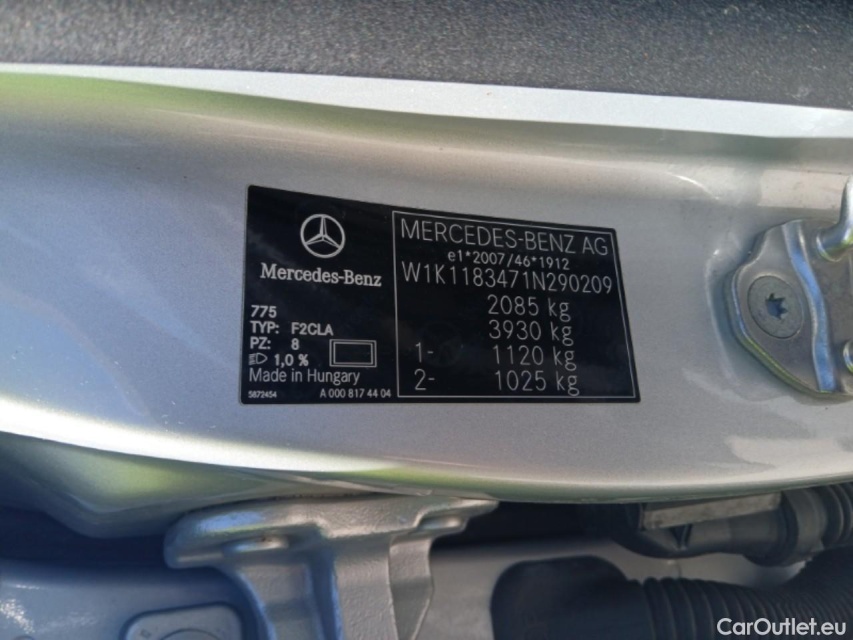 Mercedes-Benz
775
TYP: F2CLA
PZ: 8
1,0 %
Made in Hungary
5872454 A 000 817 44 04
MERCEDES-BENZ AG
e1*2007/46*1912
W1K1183471N290209
2085 kg
3930 kg
1- 1120 kg
2- 1025 kg
CarOutlet.eu